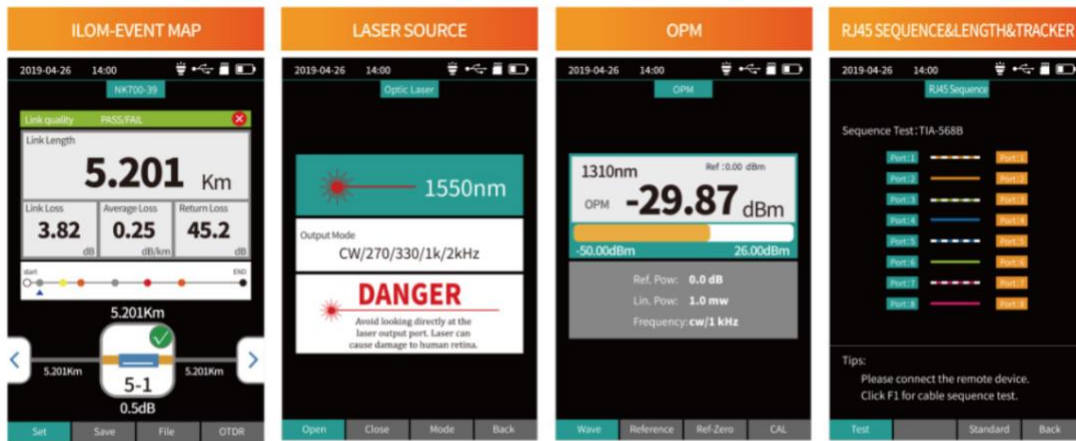 ILOM-EVENT MAP
2019-04-26 14:00
NK700-39
Link quality PASS/FAIL
Link Length
5.201 Km
Link Loss Average Loss Return Loss
3.82 0.25 45.2
dB dB/km dB
start END
5.201Km
5.201Km 5.201Km
5-1
0.5dB
Set Save File OTDR
LASER SOURCE
2019-04-26 14:00
Optic Laser
1550nm
Output Mode
CW/270/330/1k/2kHz
DANGER
Avoid looking directly at the
laser output port. Laser can
cause damage to human retina.
Open Close Mode Back
OPM
2019-04-26 14:00
OPM
1310nm Ref :0.00 dBm
OPM -29.87 dBm
-50.00dBm 26.00dBm
Ref. Pow: 0.0 dB
Lin. Pow: 1.0 mw
Frequency: cw/1 kHz
Wave Reference Ref-Zero CAL
RJ45 SEQUENCE&LENGTH&TRACKER
2019-04-26 14:00
RJ45 Sequence
Sequence Test:TIA-568B
Port:1 Port:1
Port:2 Port:2
Port:3 Port:3
Port:4 Port:4
Port:5 Port:5
Port:6 Port:6
Port:7 Port:7
Port:8 Port:8
Tips:
Please connect the remote device.
Click F1 for cable sequence test.
Test Standard Back